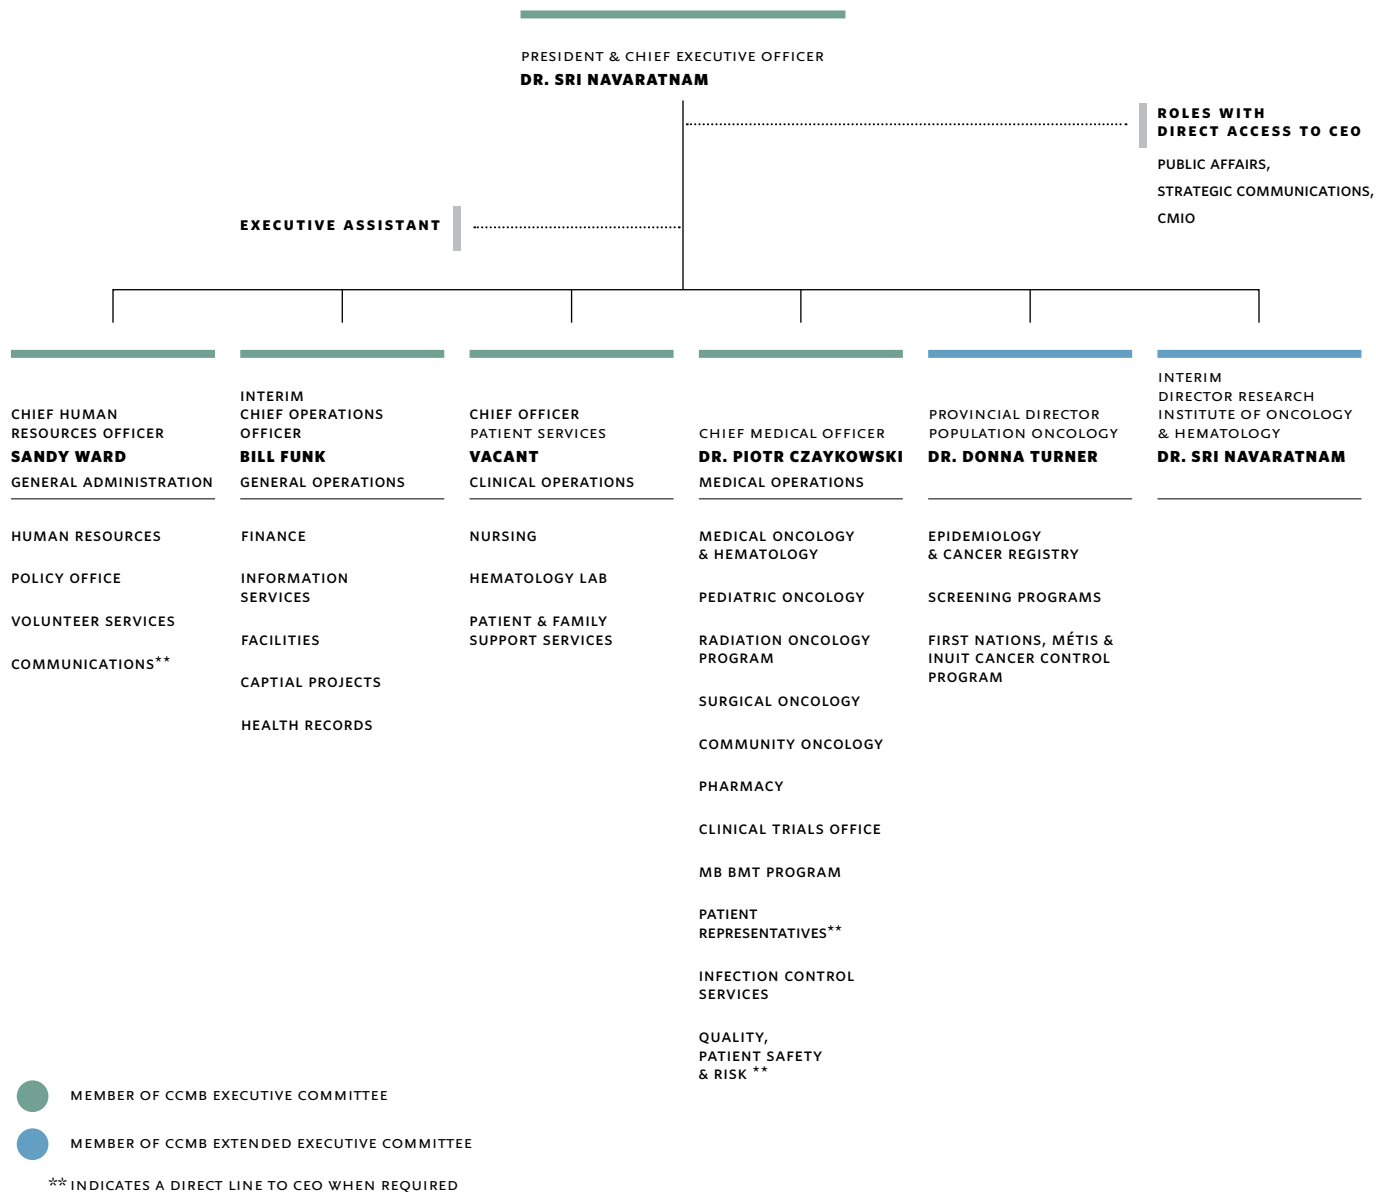 PRESIDENT & CHIEF EXECUTIVE OFFICER
DR. SRI NAVARATNAM
ROLES WITH
DIRECT ACCESS TO CEO
PUBLIC AFFAIRS,
STRATEGIC COMMUNICATIONS,
CMIO
EXECUTIVE ASSISTANT
CHIEF HUMAN
RESOURCES OFFICER
SANDY WARD
GENERAL ADMINISTRATION
HUMAN RESOURCES
POLICY OFFICE
VOLUNTEER SERVICES
COMMUNICATIONS**
INTERIM
CHIEF OPERATIONS
OFFICER
BILL FUNK
GENERAL OPERATIONS
FINANCE
INFORMATION
SERVICES
FACILITIES
CAPTIAL PROJECTS
HEALTH RECORDS
CHIEF OFFICER
PATIENT SERVICES
VACANT
CLINICAL OPERATIONS
NURSING
HEMATOLOGY LAB
PATIENT & FAMILY
SUPPORT SERVICES
CHIEF MEDICAL OFFICER
DR. PIOTR CZAYKOWSKI
MEDICAL OPERATIONS
MEDICAL ONCOLOGY
& HEMATOLOGY
PEDIATRIC ONCOLOGY
RADIATION ONCOLOGY
PROGRAM
SURGICAL ONCOLOGY
COMMUNITY ONCOLOGY
PHARMACY
CLINICAL TRIALS OFFICE
MB BMT PROGRAM
PATIENT
REPRESENTATIVES**
INFECTION CONTROL
SERVICES
QUALITY,
PATIENT SAFETY
& RISK **
PROVINCIAL DIRECTOR
POPULATION ONCOLOGY
DR. DONNA TURNER
EPIDEMIOLOGY
& CANCER REGISTRY
SCREENING PROGRAMS
FIRST NATIONS, MÉTIS &
INUIT CANCER CONTROL
PROGRAM
INTERIM
DIRECTOR RESEARCH
INSTITUTE OF ONCOLOGY
& HEMATOLOGY
DR. SRI NAVARATNAM
MEMBER OF CCMB EXECUTIVE COMMITTEE
MEMBER OF CCMB EXTENDED EXECUTIVE COMMITTEE
** INDICATES A DIRECT LINE TO CEO WHEN REQUIRED